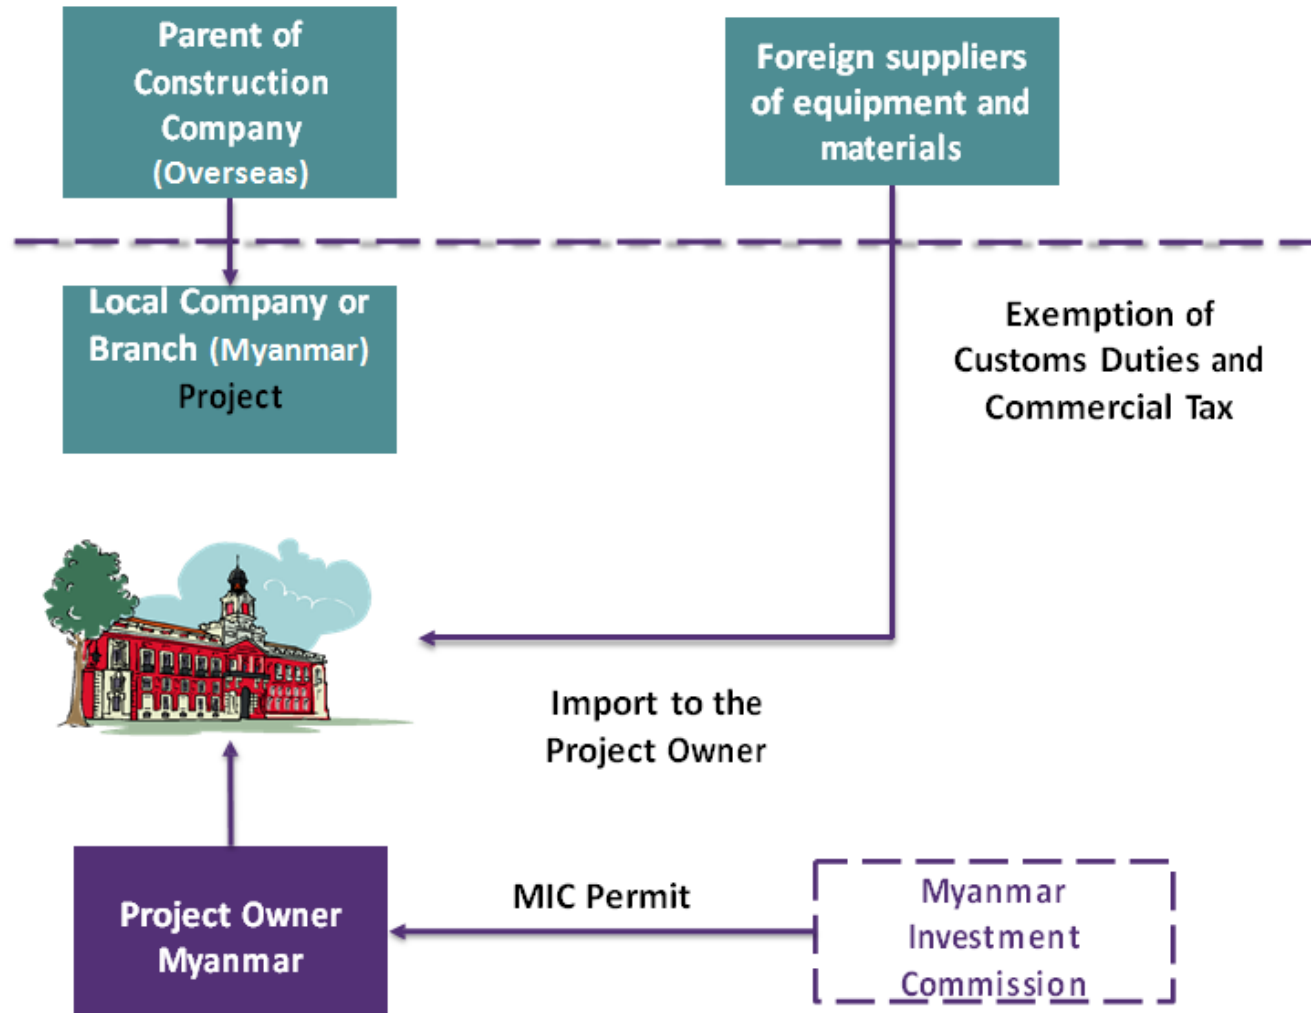 Parent of
Construction
Company
(Overseas)
Foreign suppliers
of equipment and
materials
Local Company or
Branch (Myanmar)
Project
Exemption of
Customs Duties and
Commercial Tax
Import to the
Project Owner
Project Owner
Myanmar
MIC Permit
Myanmar
Investment
Commission